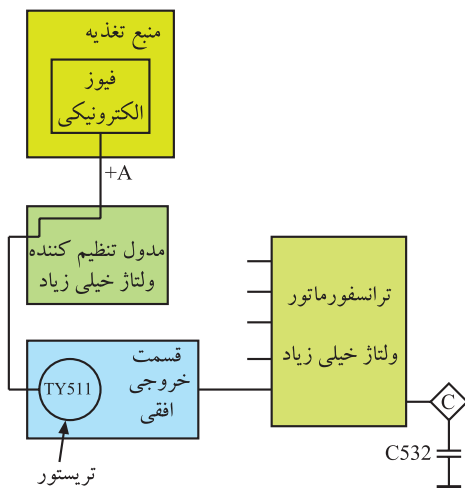 منبع تغذیه
فیوز
الکترونیکی
+A
مدول تنظیم کننده
ولتاژ خیلی زیاد
ترانسفورماتور
ولتاژ خیلی زیاد
قسمت
خروجی
افقی
TY511
تریستور
C
C532